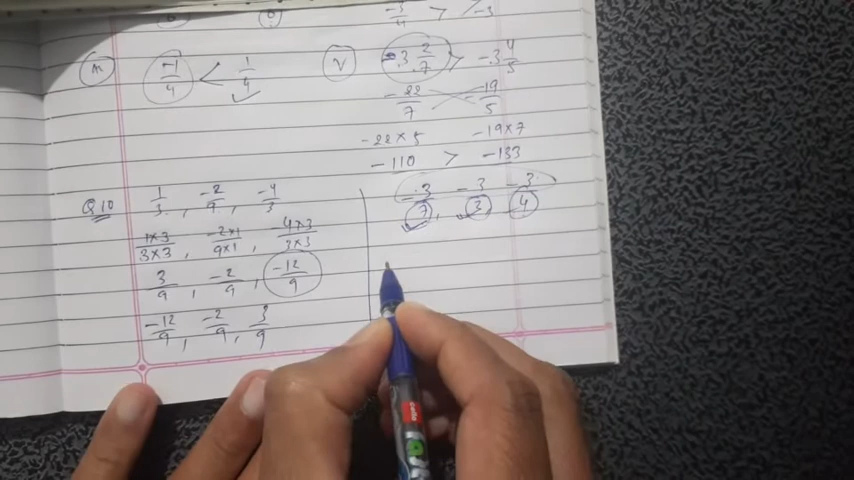 -3/4 > /-3
-1/4 < 1/4
V -3 2/7 > -3 4/5
-22/7 -19/5
-22×5 -19×7
-110 > -133
Q10 1/3, -2/9, -4/3
1×3/3×3, -2×1/9×1, -4×3/3×3
3/9, -2/9, -12/9
-12/9, -2/9, 3/9
-3/7, -3/2, -3/4
cello